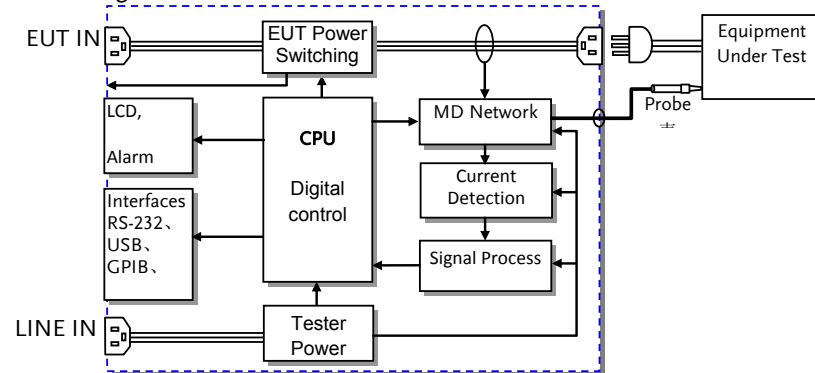 EUT IN
EUT Power
Switching
Equipment
Under Test
Probe
LCD,
Alarm
CPU
Digital
control
MD Network
Current
Detection
Interfaces
RS-232、
USB、
GPIB、
Signal Process
LINE IN
Tester
Power